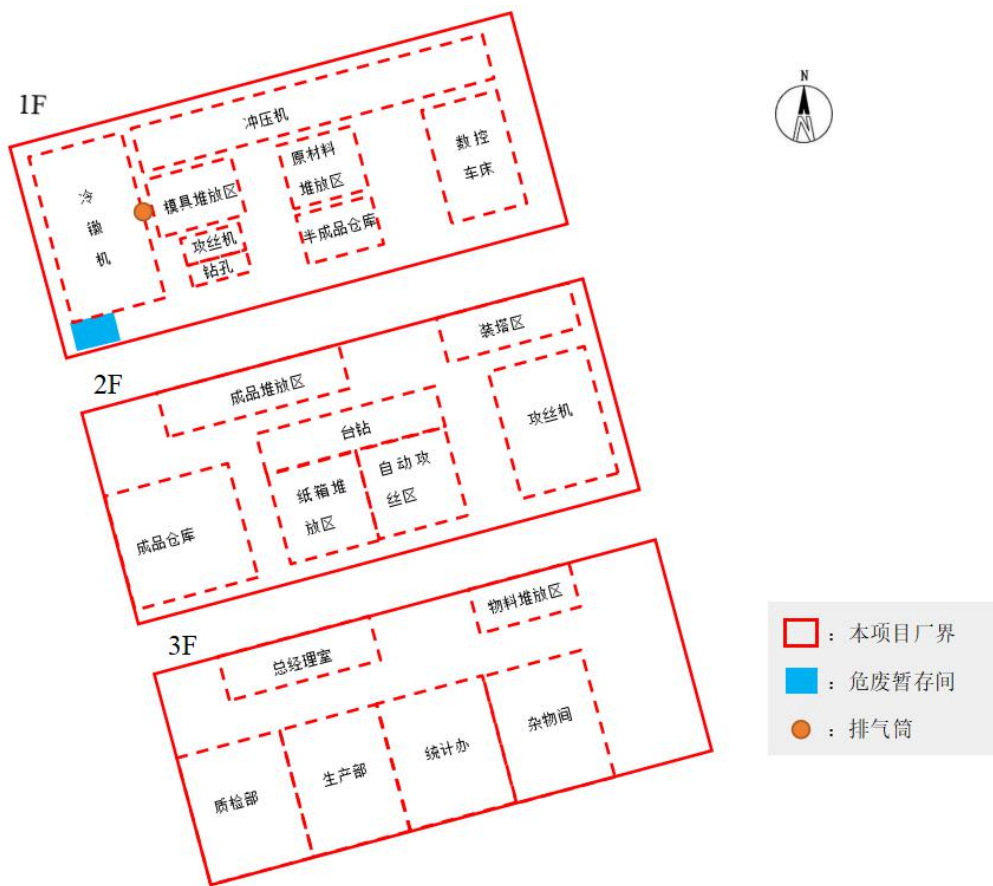 N
1F
冲压机
数控
车床
原材料
堆放区
冷
镦
机
模具堆放区
半成品仓库
攻丝机
钻孔
2F
装塔区
成品堆放区
攻丝机
台钻
自动攻
丝区
纸箱堆
放区
成品仓库
3F
物料堆放区
总经理室
杂物间
统计办
生产部
质检部
：本项目厂界
：危废暂存间
：排气筒